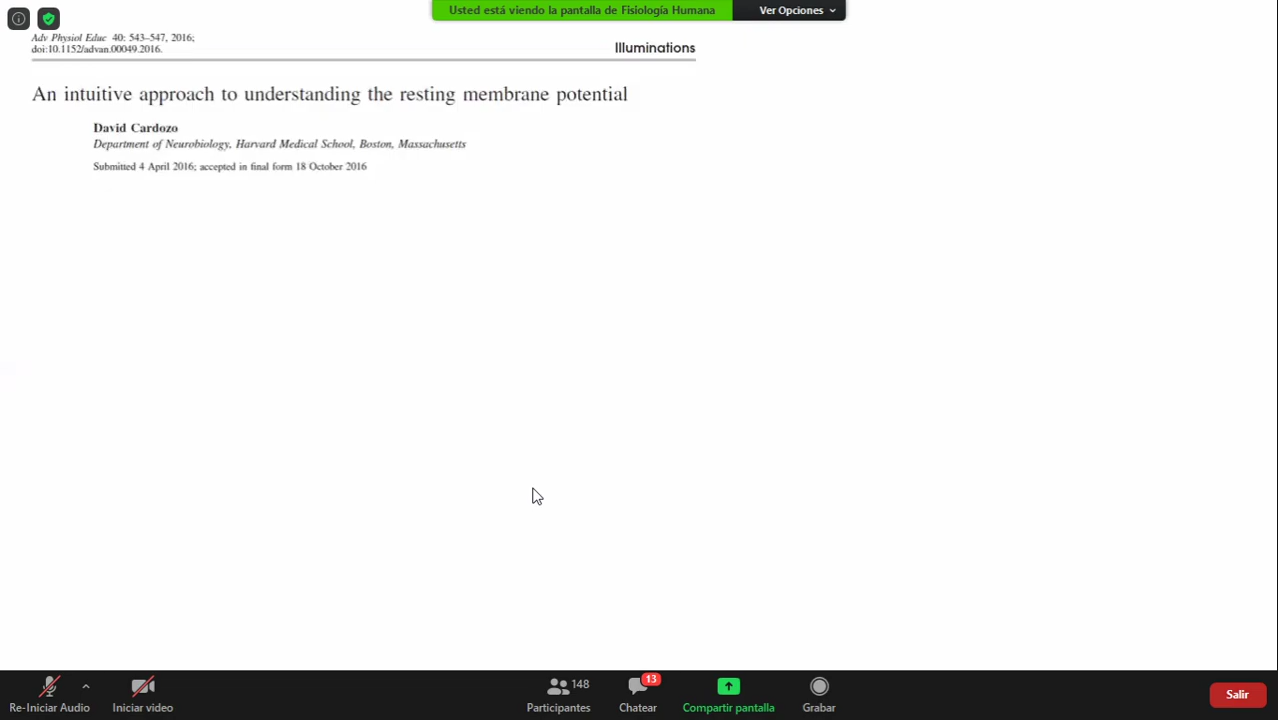 Usted está viendo la pantalla de Fisiología Humana
Ver Opciones
Adv Physiol Educ 40: 543–547, 2016;
doi:10.1152/advan.00049.2016.
Illuminations
An intuitive approach to understanding the resting membrane potential
David Cardozo
Department of Neurobiology, Harvard Medical School, Boston, Massachusetts
Submitted 4 April 2016; accepted in final form 18 October 2016
Re-Iniciar Audio
Iniciar video
148
Participantes
13
Chatear
Compartir pantalla
Grabar
Salir